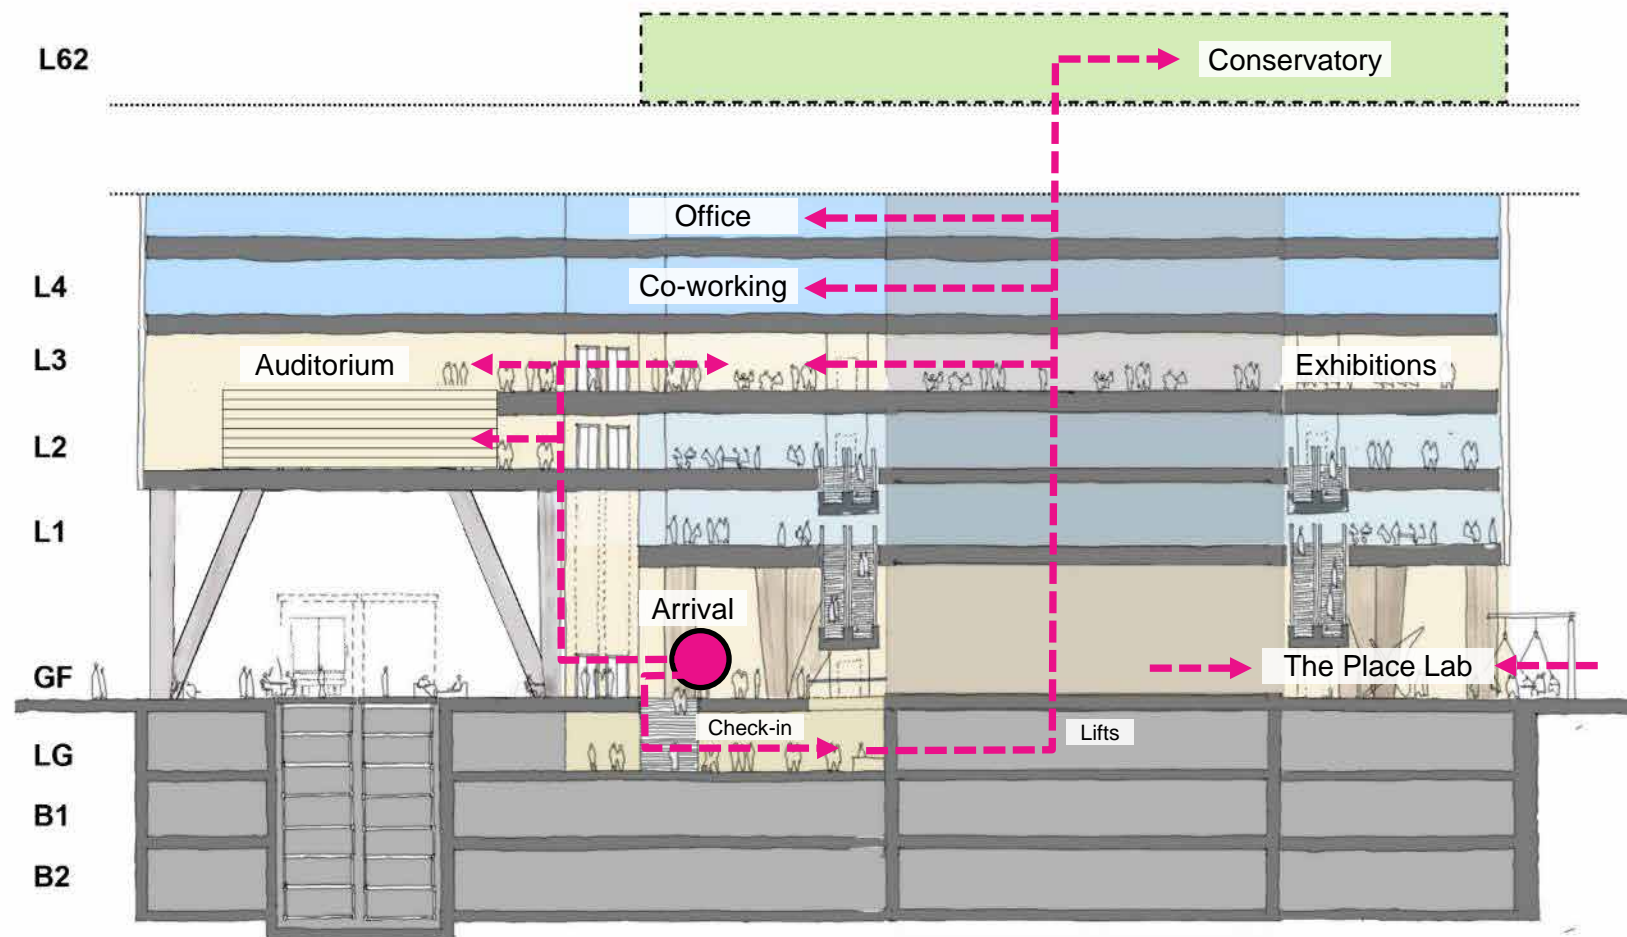 L62
Conservatory
Office
L4
Co-working
L3
Auditorium
Exhibitions
L2
L1
Arrival
GF
The Place Lab
Check-in
Lifts
LG
B1
B2